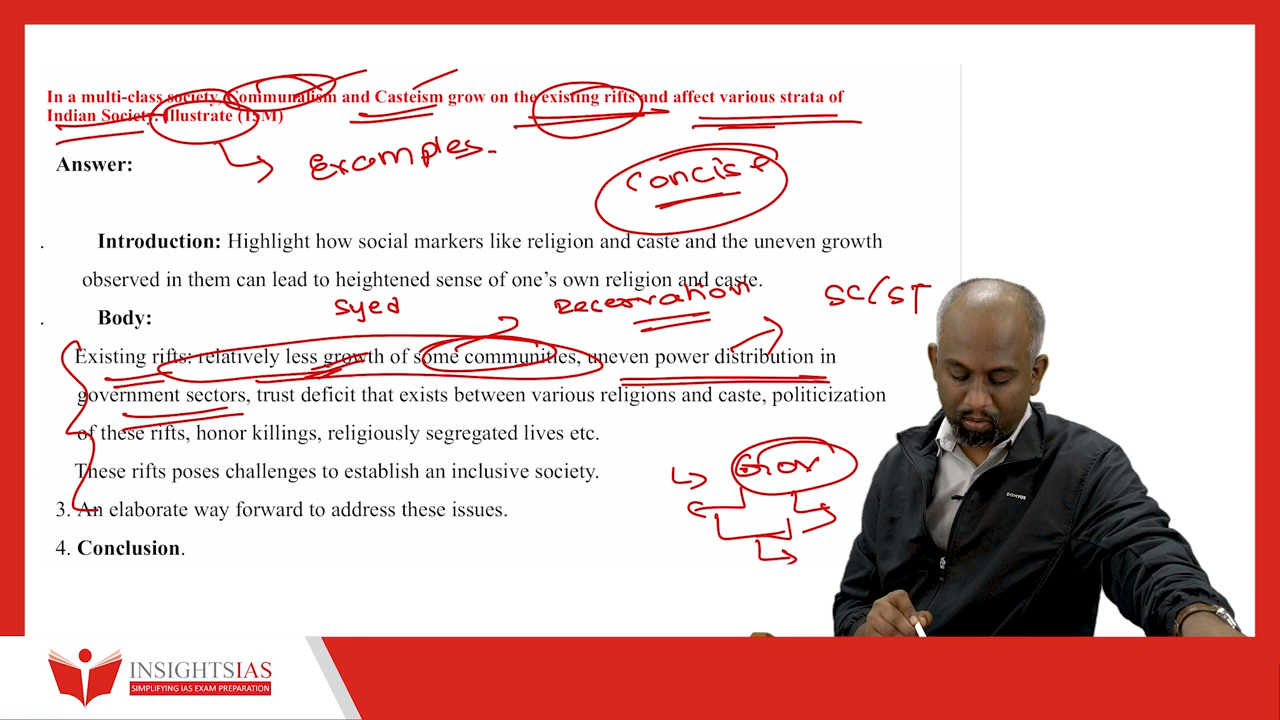 In a multi-class society, Communalism and Casteism grow on the existing rifts and affect various strata of
Indian Society. Illustrate (15M)
Examples.
Answer:
Concise
Introduction: Highlight how social markers like religion and caste and the uneven growth
observed in them can lead to heightened sense of one’s own religion and caste.
Syed
Reservation
SC/ST
Body:
Existing rifts: relatively less growth of some communities, uneven power distribution in
government sectors, trust deficit that exists between various religions and caste, politicization
of these rifts, honor killings, religiously segregated lives etc.
These rifts poses challenges to establish an inclusive society.
3. An elaborate way forward to address these issues.
4. Conclusion.
DOMYOS
INSIGHTSIAS
SIMPLIFYING IAS EXAM PREPARATION